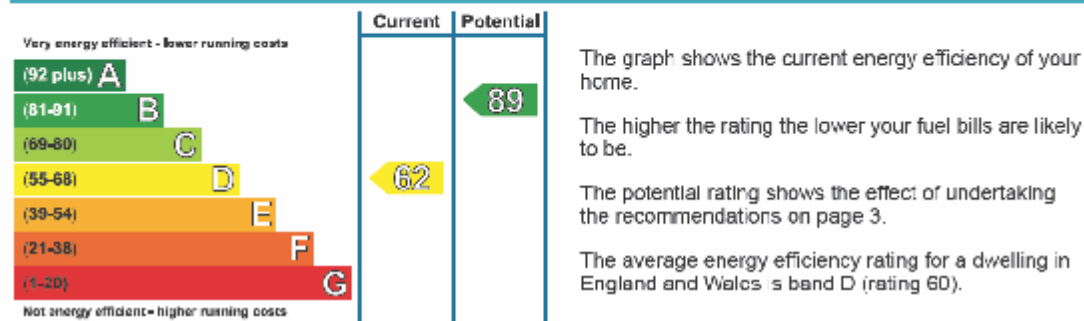 Current Potential
Very energy efficient - lower running costs
(92 plus) A
(81-91) B
89
(69-80) C
(55-68) D
62
(39-54) E
(21-38) F
(1-20) G
Not energy efficient - higher running costs
The graph shows the current energy efficiency of your
home.
The higher the rating the lower your fuel bills are likely
to be.
The potential rating shows the effect of undertaking
the recommendations on page 3.
The average energy efficiency rating for a dwelling in
England and Wales is band D (rating 60).